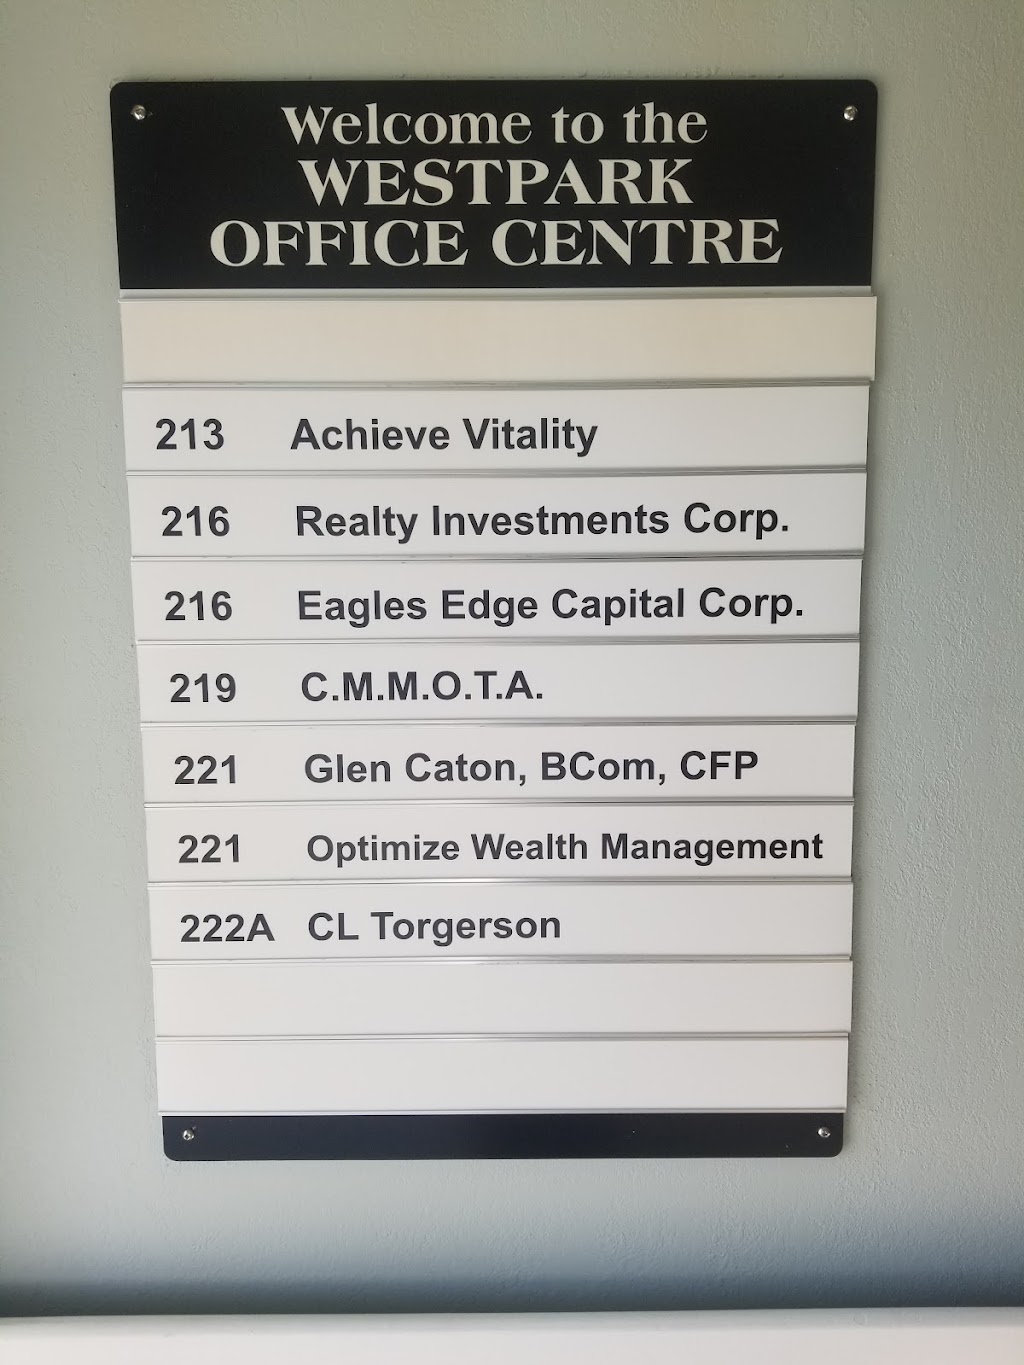 Welcome to the
WESTPARK
OFFICE CENTRE
213 Achieve Vitality
216 Realty Investments Corp.
216 Eagles Edge Capital Corp.
219 C.M.M.O.T.A.
221 Glen Caton, BCom, CFP
221 Optimize Wealth Management
222A CL Torgerson